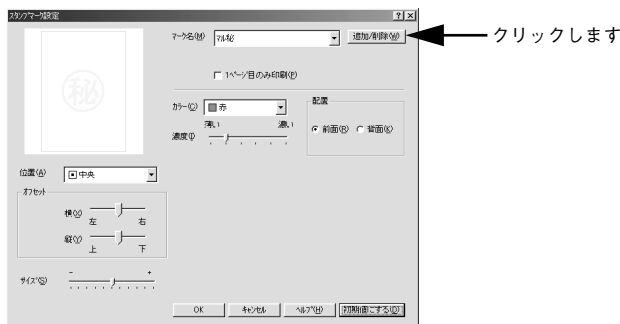 スタンプマーク設定
マーク名(M)
マル秘
追加/削除(W)
クリックします
1ページ目のみ印刷(P)
㊙
カラー(C)
赤
配置
薄い
濃い
前面(R)
背面(K)
濃度(I)
位置(A)
中央
オフセット
横(X)
左
右
縦(Y)
上
下
サイズ(S)
-
+
OK
キャンセル
ヘルプ(H)
初期値にする(D)